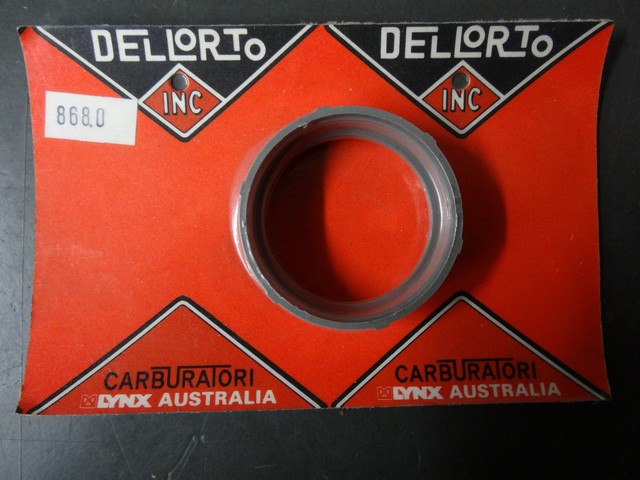 DELLORTO
INC
DELLORTO
INC
868.0
CARBURATORI
LYNX AUSTRALIA
CARBURATORI
LYNX AUSTRALIA